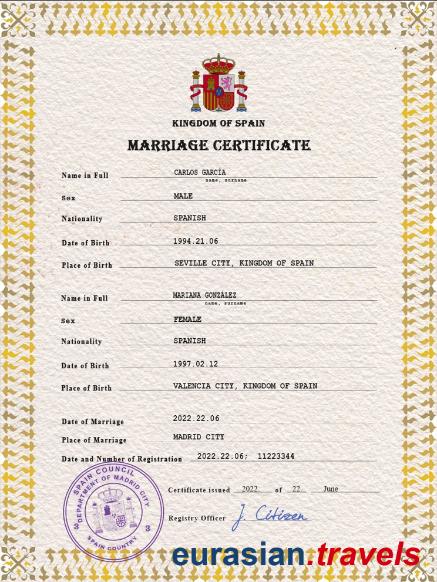 KINGDOM OF SPAIN
MARRIAGE CERTIFICATE
Name in Full CARLOS GARCÍA
name, surname
Sex MALE
Nationality SPANISH
Date of Birth 1994.21.06
Place of Birth SEVILLE CITY, KINGDOM OF SPAIN
Name in Full MARIANA GONZÁLEZ
name, surname
Sex FEMALE
Nationality SPANISH
Date of Birth 1997.02.12
Place of Birth VALENCIA CITY, KINGDOM OF SPAIN
Date of Marriage 2022.22.06
Place of Marriage MADRID CITY
Date and Number of Registration 2022.22.06; 11223344
SPAIN COUNCIL
DEPARTMENT OF MADRID CITY
SPAIN COUNTRY
3 3
Certificate issued 2022 of 22 June
Registry Officer J. Citizen
eurasian.travels